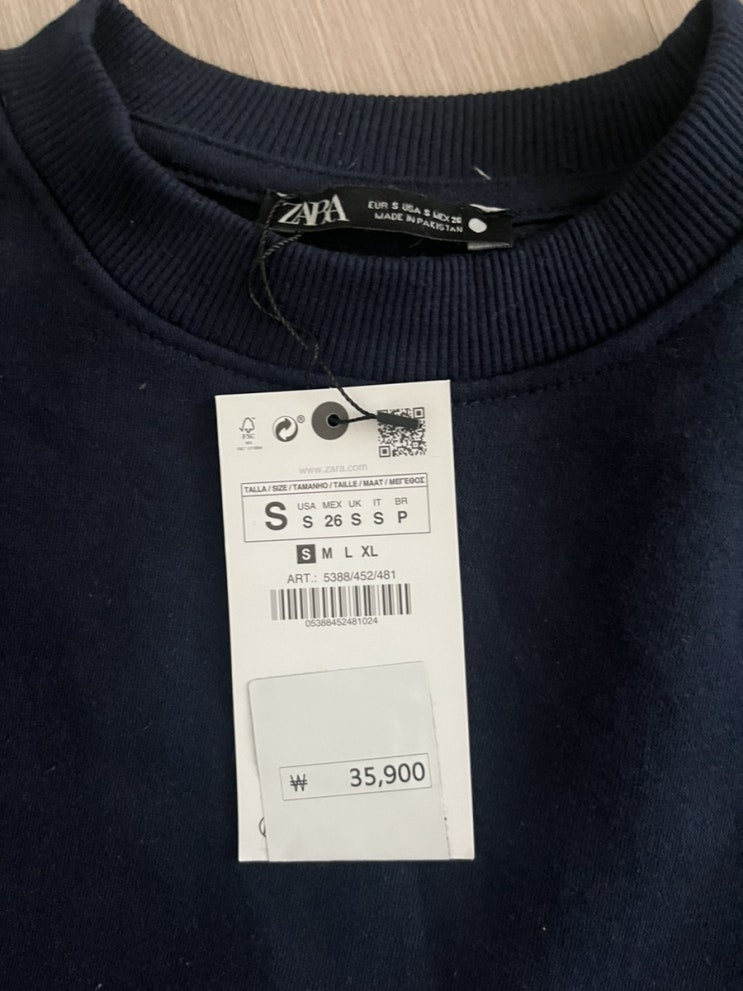 ZARA
EUR S USA S MEX 26
MADE IN PAKISTAN
FSC
www.zara.com
TALLA / SIZE / TAMANHO / TAILLE / MAAT / ΜΕΓΕΘΟΣ
S
USA MEX UK IT BR
S 26 S S P
S M L XL
ART.: 5388/452/481
05388452481024
₩ 35,900